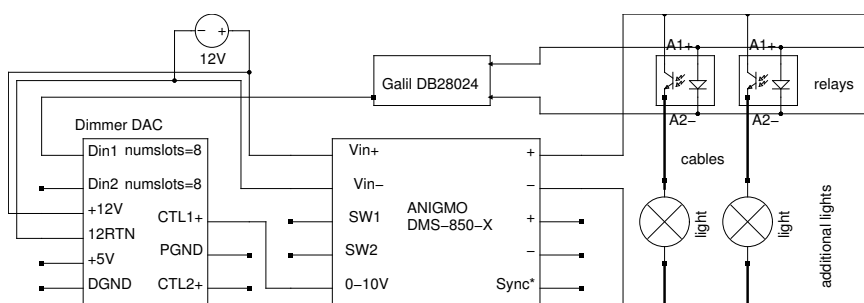 − +
12V
A1+ A1+
Galil DB28024
relays
A2− A2−
Dimmer DAC
Din1 numslots=8
Din2 numslots=8
+12V
CTL1+
12RTN
PGND
+5V
DGND
CTL2+
Vin+ +
Vin− −
SW1 +
ANIGMO
DMS−850−X
SW2 −
0−10V Sync*
cables
light
light
additional lights